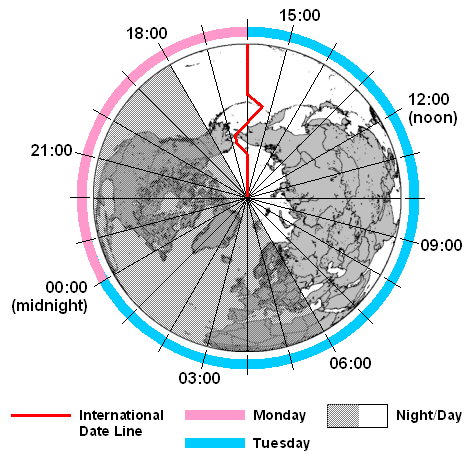 15:00
18:00
12:00
(noon)
21:00
09:00
00:00
(midnight)
06:00
03:00
International
Date Line
Monday
Night/Day
Tuesday